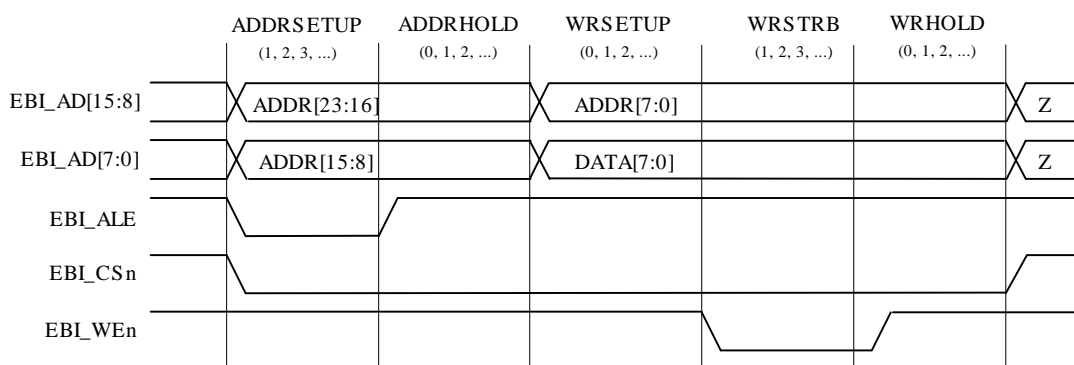 ADDRSETUP ADDRHOLD WRSETUP WRSTRB WRHOLD
(1, 2, 3, ...) (0, 1, 2, ...) (0, 1, 2, ...) (1, 2, 3, ...) (0, 1, 2, ...)
EBI_AD[15:8] ADDR[23:16] ADDR[7:0] Z
EBI_AD[7:0] ADDR[15:8] DATA[7:0] Z
EBI_ALE
EBI_CSn
EBI_WEn